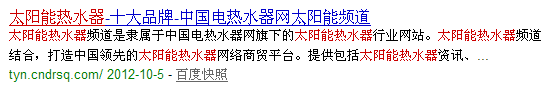 太阳能热水器-十大品牌-中国电热水器网太阳能频道
太阳能热水器频道是隶属于中国电热水器网旗下的太阳能热水器行业网站。太阳能热水器频道
结合，打造中国领先的太阳能热水器网络商贸平台。提供包括太阳能热水器资讯、...
tyn.cndrsq.com/ 2012-10-5 - 百度快照